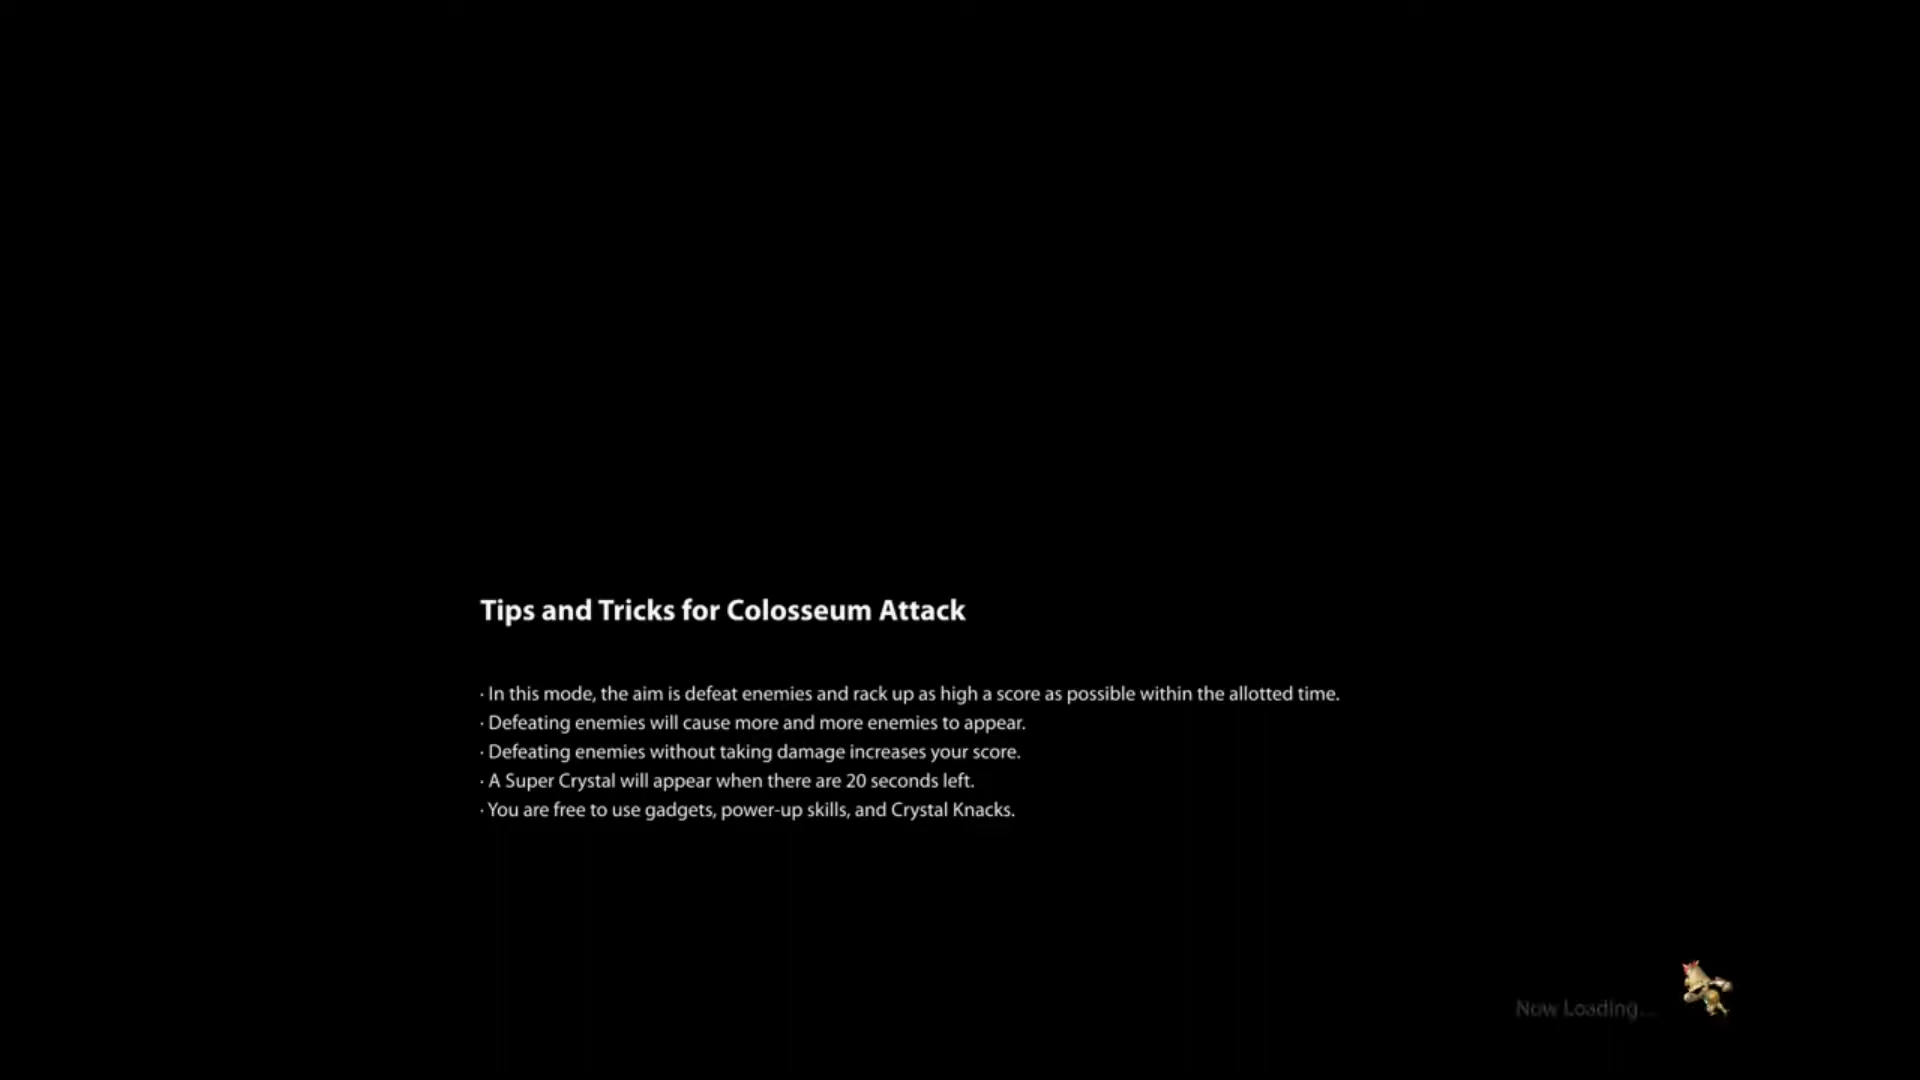 Tips and Tricks for Colosseum Attack
· In this mode, the aim is defeat enemies and rack up as high a score as possible within the allotted time.
· Defeating enemies will cause more and more enemies to appear.
· Defeating enemies without taking damage increases your score.
· A Super Crystal will appear when there are 20 seconds left.
· You are free to use gadgets, power-up skills, and Crystal Knacks.
Now Loading...